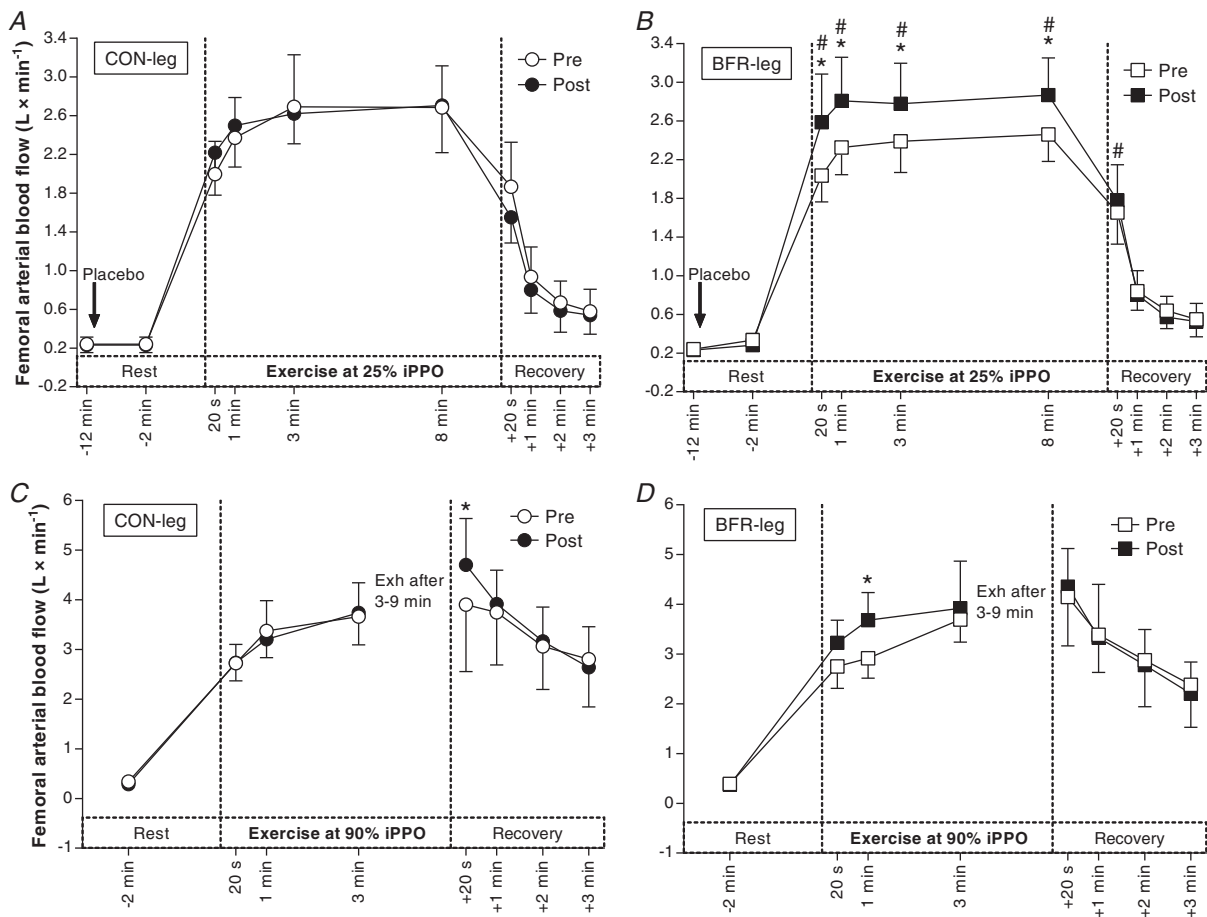 A
CON-leg
Pre
Post
Femoral arterial blood flow (L × min⁻¹)
3.4
3.0
2.6
2.2
1.8
1.4
1.0
0.6
0.2
-0.2
Placebo
Rest
Exercise at 25% iPPO
Recovery
-12 min
-2 min
20 s
1 min
3 min
8 min
+20 s
+1 min
+2 min
+3 min
B
BFR-leg
Pre
Post
# # # #
* * * *
#
3.4
3.0
2.6
2.2
1.8
1.4
1.0
0.6
0.2
-0.2
Placebo
Rest
Exercise at 25% iPPO
Recovery
-12 min
-2 min
20 s
1 min
3 min
8 min
+20 s
+1 min
+2 min
+3 min
C
CON-leg
Pre
Post
*
Exh after
3-9 min
Femoral arterial blood flow (L × min⁻¹)
6
5
4
3
2
1
0
-1
Rest
Exercise at 90% iPPO
Recovery
-2 min
20 s
1 min
3 min
+20 s
+1 min
+2 min
+3 min
D
BFR-leg
Pre
Post
*
Exh after
3-9 min
6
5
4
3
2
1
0
-1
Rest
Exercise at 90% iPPO
Recovery
-2 min
20 s
1 min
3 min
+20 s
+1 min
+2 min
+3 min